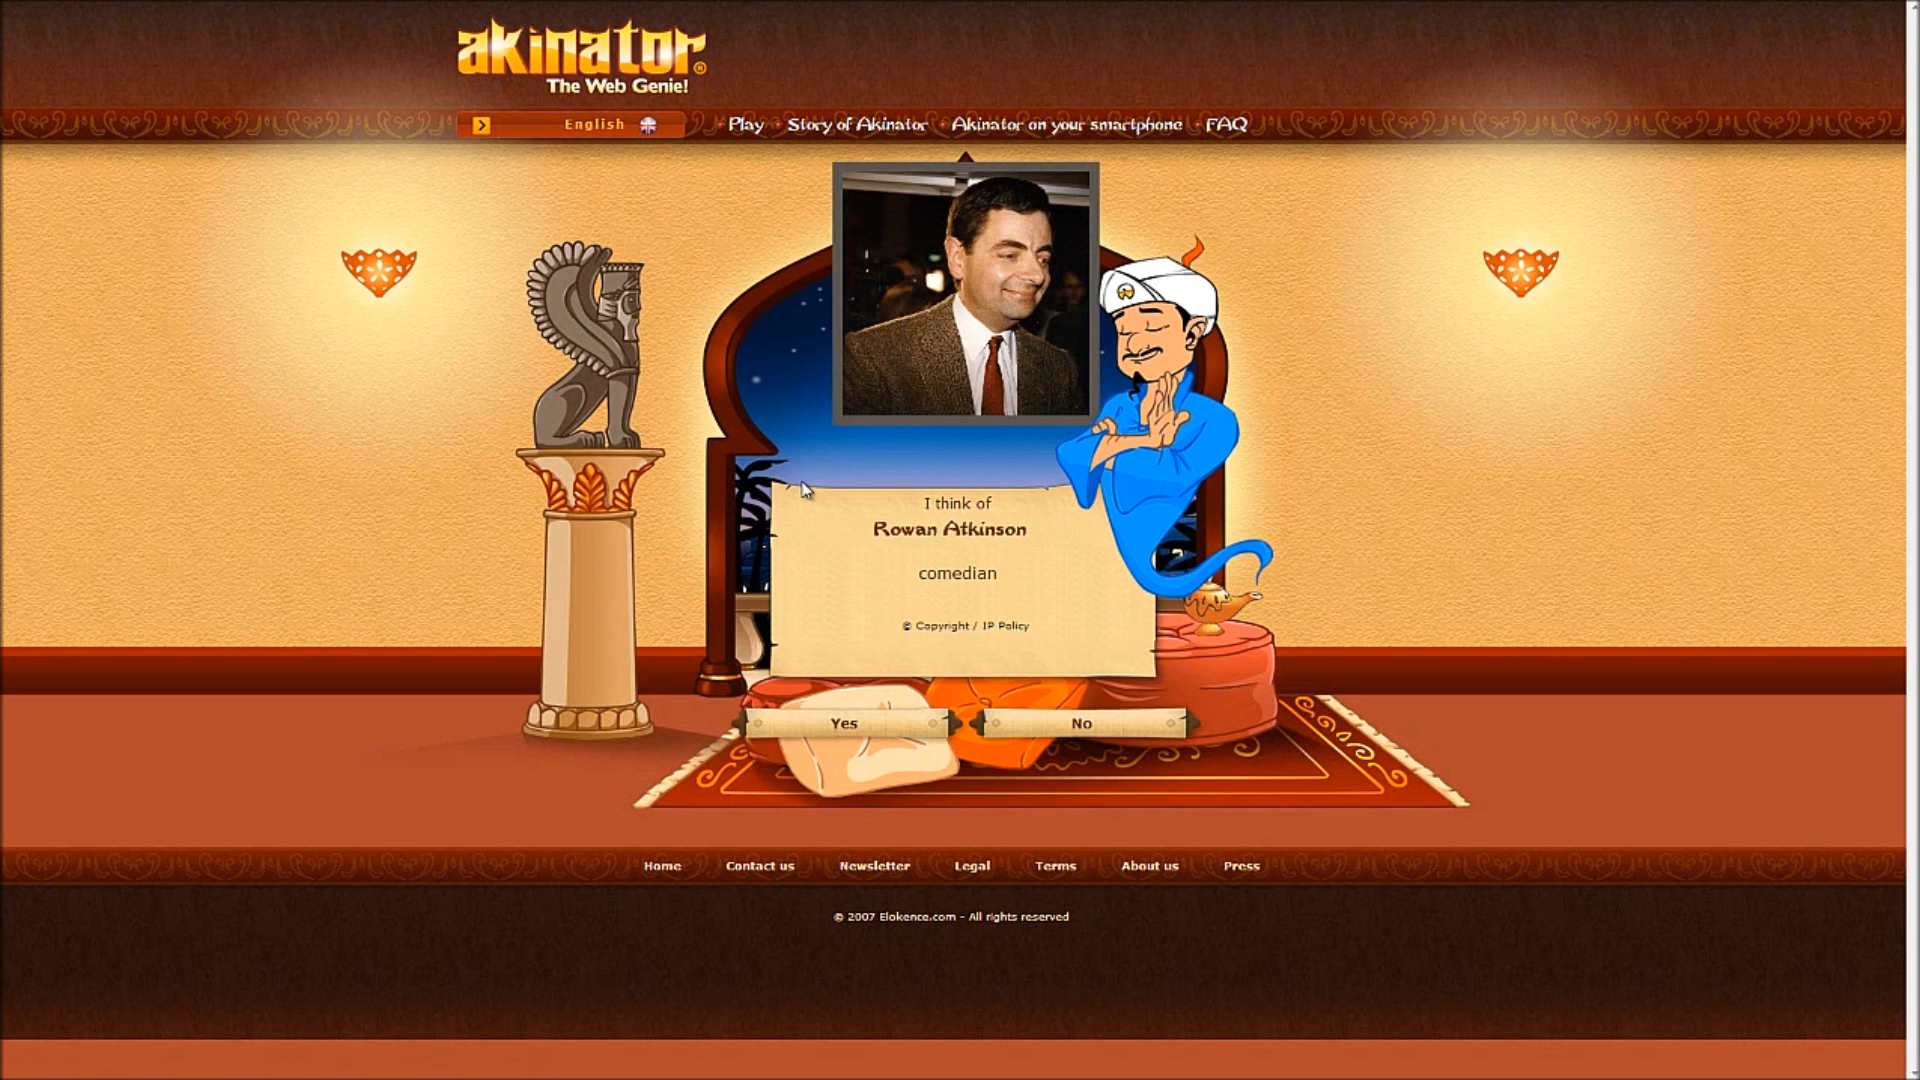 akinator®
The Web Genie!
English
Play
Story of Akinator
Akinator on your smartphone
FAQ
I think of
Rowan Atkinson
comedian
© Copyright / IP Policy
Yes
No
Home
Contact us
Newsletter
Legal
Terms
About us
Press
© 2007 Elokence.com - All rights reserved